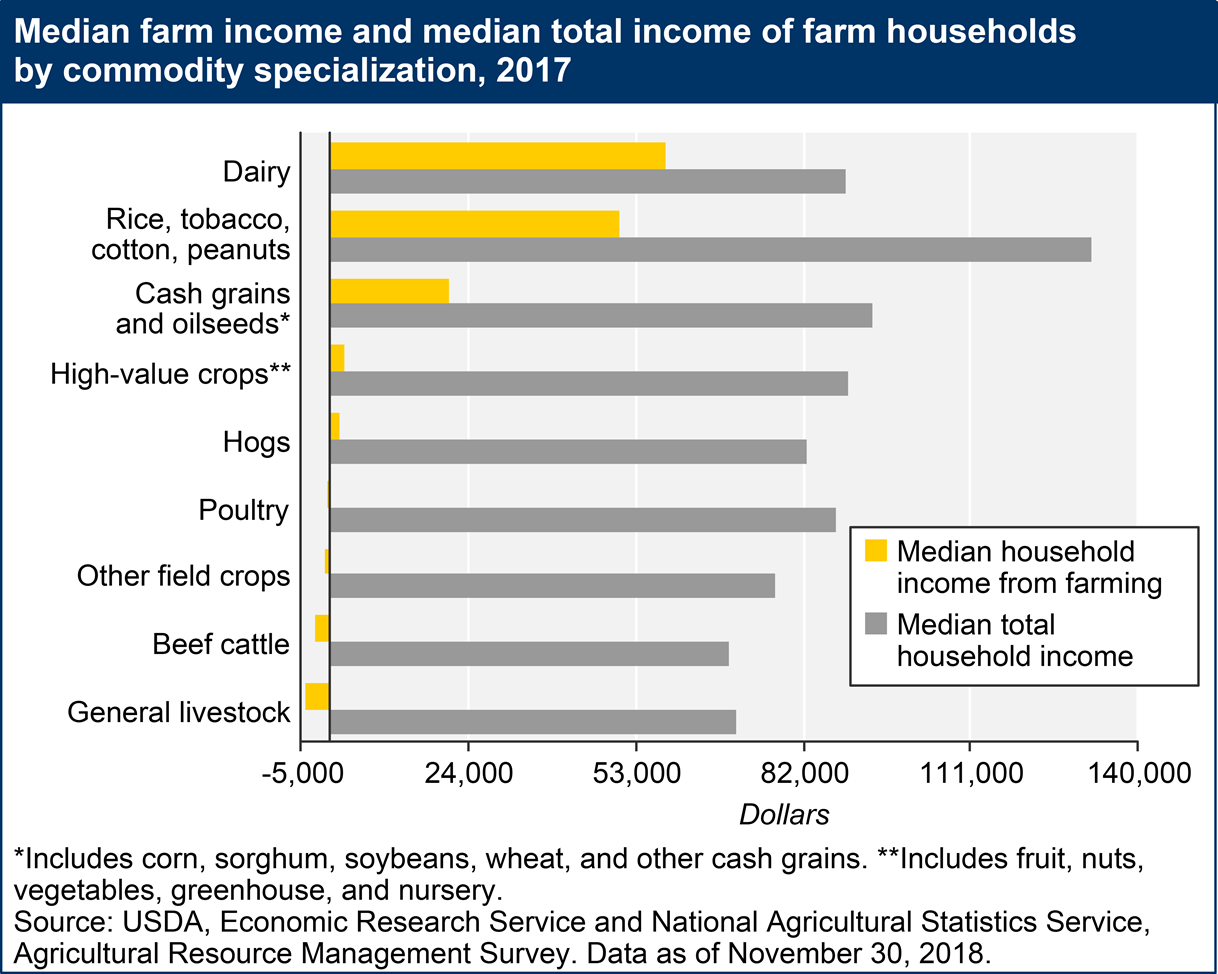 Median farm income and median total income of farm households
by commodity specialization, 2017
Dairy
Rice, tobacco,
cotton, peanuts
Cash grains
and oilseeds*
High-value crops**
Hogs
Poultry
Other field crops
Beef cattle
General livestock
Median household
income from farming
Median total
household income
-5,000 24,000 53,000 82,000 111,000 140,000
Dollars
*Includes corn, sorghum, soybeans, wheat, and other cash grains. **Includes fruit, nuts,
vegetables, greenhouse, and nursery.
Source: USDA, Economic Research Service and National Agricultural Statistics Service,
Agricultural Resource Management Survey. Data as of November 30, 2018.